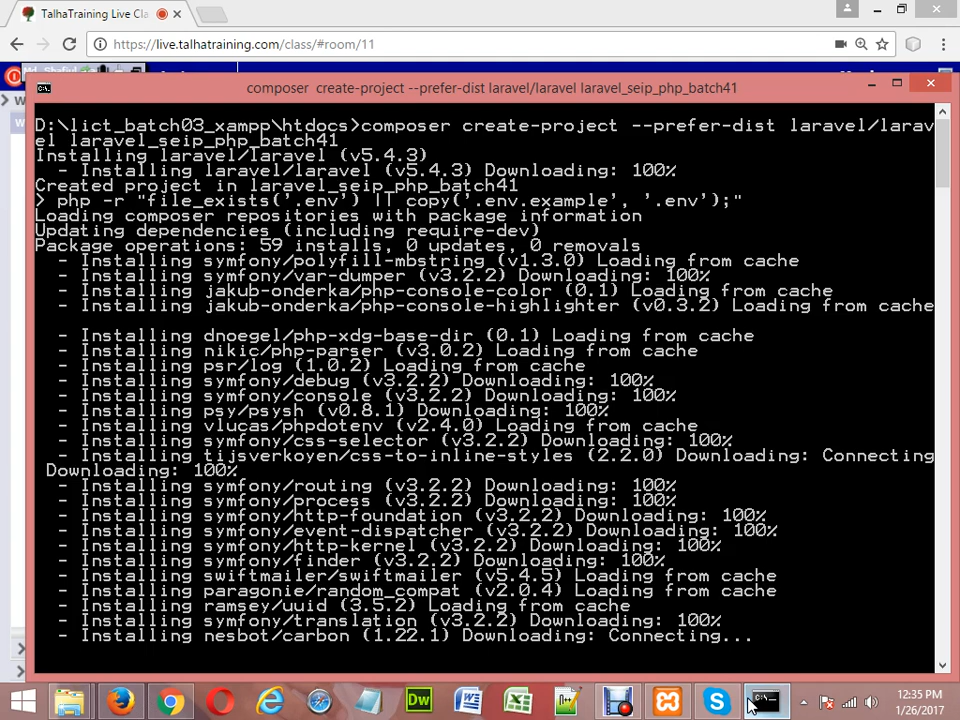 TalhaTraining Live Cla
https://live.talhatraining.com/class/#room/11
composer create-project --prefer-dist laravel/laravel laravel_seip_php_batch41
D:\lict_batch03_xampp\htdocs>composer create-project --prefer-dist laravel/larav
el laravel_seip_php_batch41
Installing laravel/laravel (v5.4.3)
- Installing laravel/laravel (v5.4.3) Downloading: 100%
Created project in laravel_seip_php_batch41
> php -r "file_exists('.env') || copy('.env.example', '.env');"
Loading composer repositories with package information
Updating dependencies (including require-dev)
Package operations: 59 installs, 0 updates, 0 removals
- Installing symfony/polyfill-mbstring (v1.3.0) Loading from cache
- Installing symfony/var-dumper (v3.2.2) Downloading: 100%
- Installing jakub-onderka/php-console-color (0.1) Loading from cache
- Installing jakub-onderka/php-console-highlighter (v0.3.2) Loading from cache
- Installing dnoegel/php-xdg-base-dir (0.1) Loading from cache
- Installing nikic/php-parser (v3.0.2) Loading from cache
- Installing psr/log (1.0.2) Loading from cache
- Installing symfony/debug (v3.2.2) Downloading: 100%
- Installing symfony/console (v3.2.2) Downloading: 100%
- Installing psy/psysh (v0.8.1) Downloading: 100%
- Installing vlucas/phpdotenv (v2.4.0) Loading from cache
- Installing symfony/css-selector (v3.2.2) Downloading: 100%
- Installing tijsverkoyen/css-to-inline-styles (2.2.0) Downloading: Connecting
Downloading: 100%
- Installing symfony/routing (v3.2.2) Downloading: 100%
- Installing symfony/process (v3.2.2) Downloading: 100%
- Installing symfony/http-foundation (v3.2.2) Downloading: 100%
- Installing symfony/event-dispatcher (v3.2.2) Downloading: 100%
- Installing symfony/http-kernel (v3.2.2) Downloading: 100%
- Installing symfony/finder (v3.2.2) Downloading: 100%
- Installing swiftmailer/swiftmailer (v5.4.5) Loading from cache
- Installing paragonie/random_compat (v2.0.4) Loading from cache
- Installing ramsey/uuid (3.5.2) Loading from cache
- Installing symfony/translation (v3.2.2) Downloading: 100%
- Installing nesbot/carbon (1.22.1) Downloading: Connecting...
12:35 PM
1/26/2017